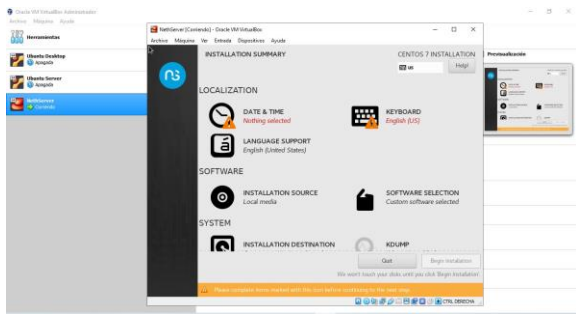 Oracle VM VirtualBox Administrador
Archivo Máquina Ayuda
Herramientas
Ubuntu Desktop
Apagada
Ubuntu Server
Apagada
NethServer
Corriendo
NethServer [Corriendo] - Oracle VM VirtualBox
Archivo Máquina Ver Entrada Dispositivos Ayuda
INSTALLATION SUMMARY
CENTOS 7 INSTALLATION
us
Help!
LOCALIZATION
DATE & TIME
Nothing selected
KEYBOARD
English (US)
LANGUAGE SUPPORT
English (United States)
SOFTWARE
INSTALLATION SOURCE
Local media
SOFTWARE SELECTION
Custom software selected
SYSTEM
INSTALLATION DESTINATION
KDUMP
Quit
Begin Installation
We won't touch your disks until you click 'Begin Installation'.
Please complete items marked with this icon before continuing to the next step.
CTRL DERECHA
Previsualización